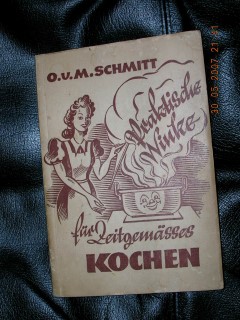 30/05/2007 21:41
O.u.M.SCHMITT
Praktische
Winke
für Zeitgemässes
KOCHEN